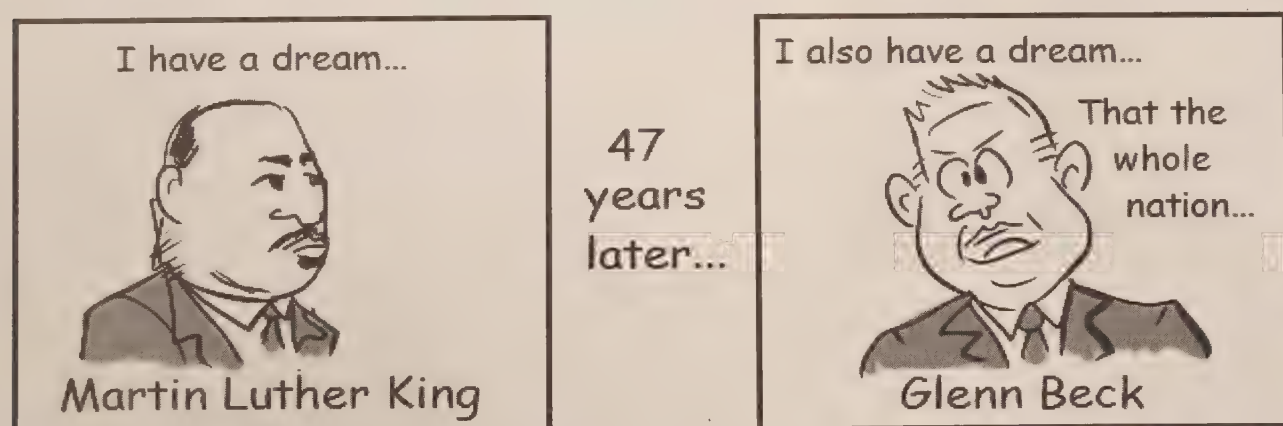 I have a dream...
Martin Luther King
47
years
later...
I also have a dream...
That the
whole
nation...
Glenn Beck